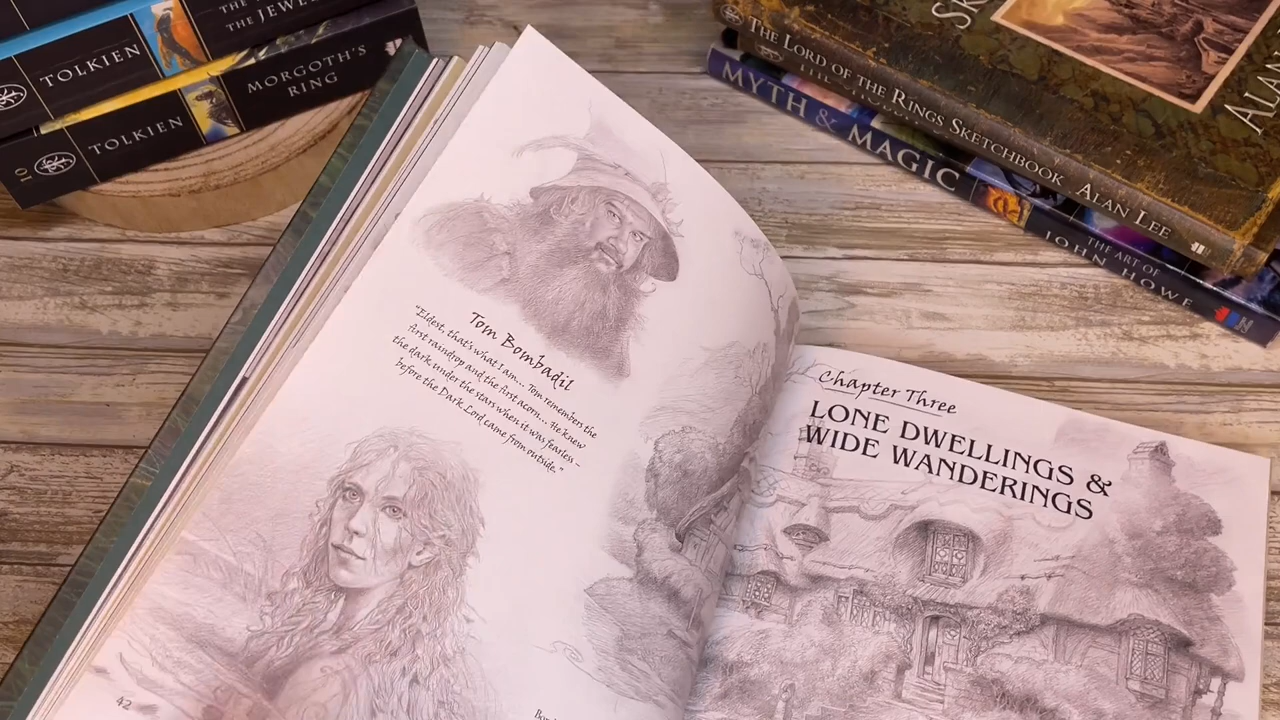 TOLKIEN
THE JEWEL
10
TOLKIEN
MORGOTH'S
RING
THE LORD OF THE RINGS SKETCHBOOK ALAN LEE
MYTH & MAGIC
THE ART OF
JOHN HOWE
Tom Bombadil
"Eldest, that's what I am... Tom remembers the
first raindrop and the first acorn... He knew
the dark under the stars when it was fearless –
before the Dark Lord came from outside."
42
Chapter Three
LONE DWELLINGS &
WIDE WANDERINGS